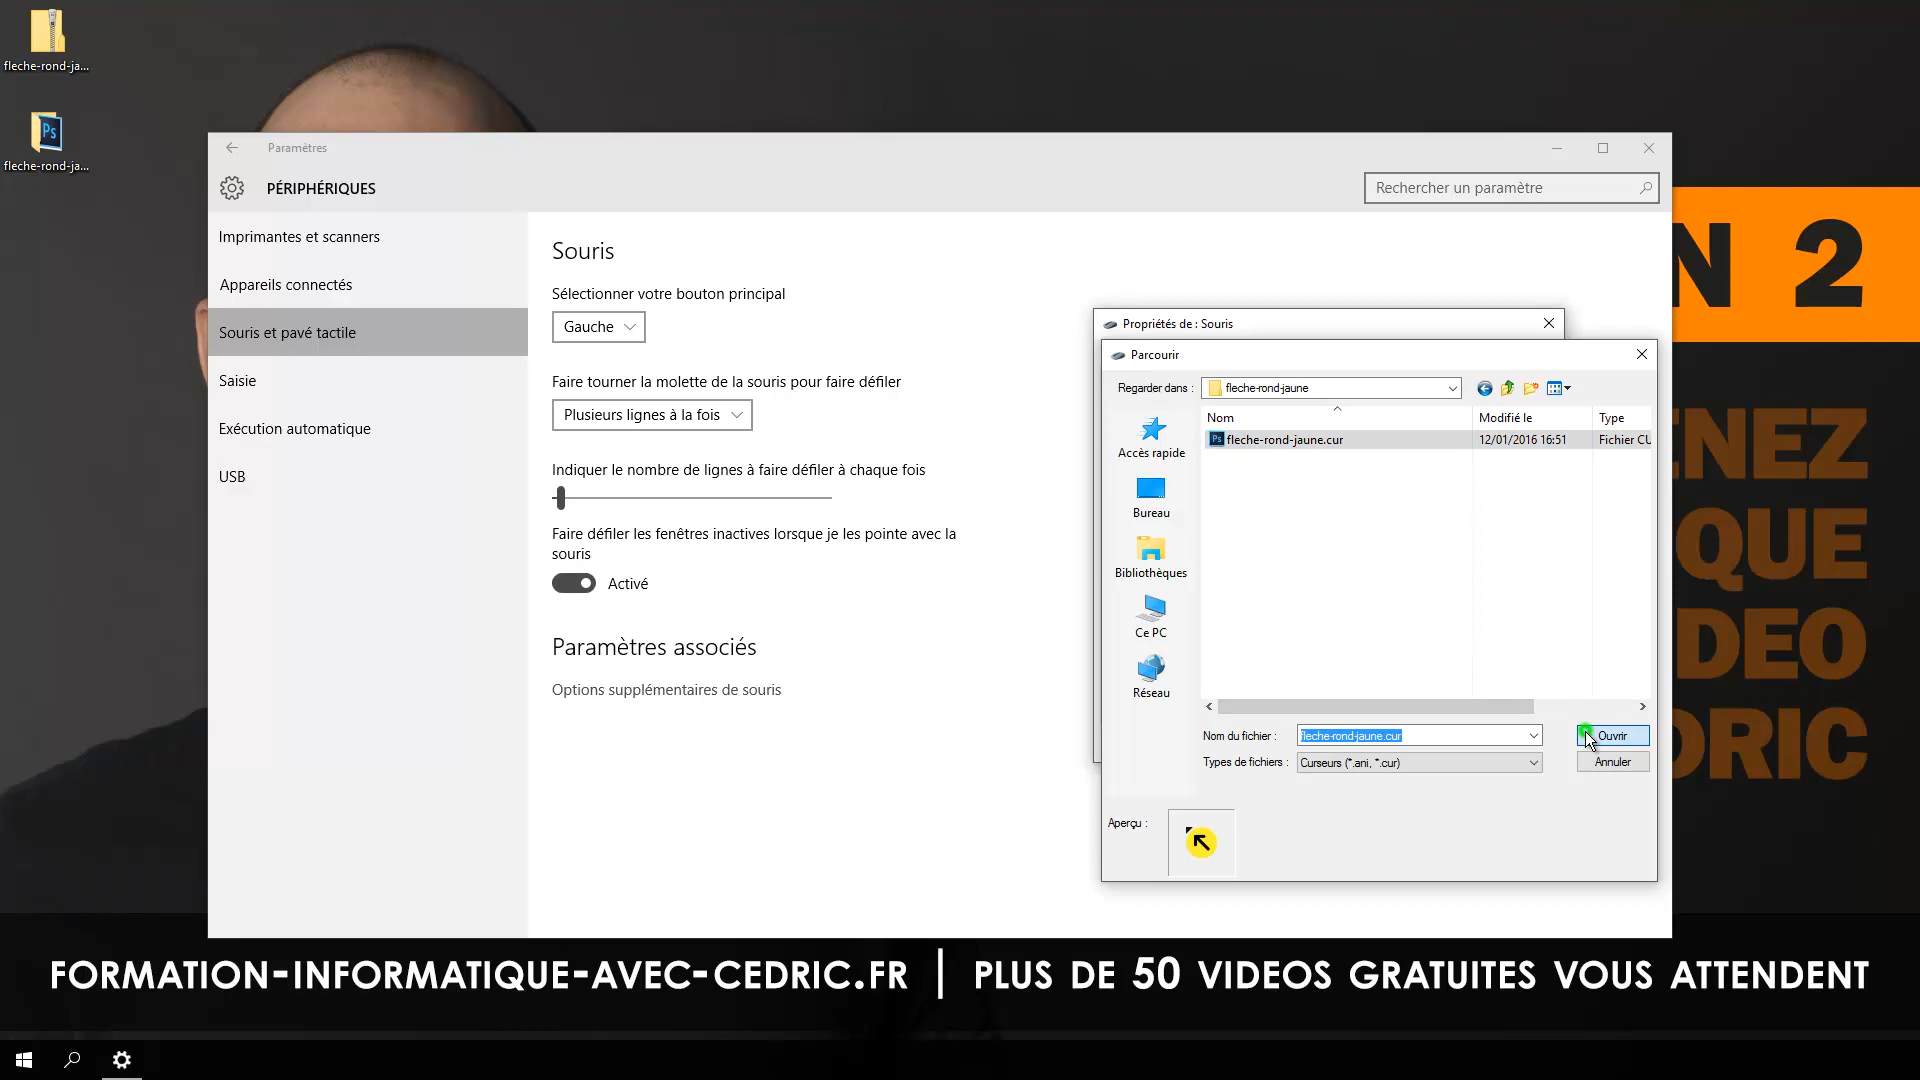 fleche-rond-ja...
fleche-rond-ja...
Paramètres
PÉRIPHÉRIQUES
Rechercher un paramètre
Imprimantes et scanners
Appareils connectés
Souris et pavé tactile
Saisie
Exécution automatique
USB
Souris
Sélectionner votre bouton principal
Gauche
Faire tourner la molette de la souris pour faire défiler
Plusieurs lignes à la fois
Indiquer le nombre de lignes à faire défiler à chaque fois
Faire défiler les fenêtres inactives lorsque je les pointe avec la
souris
Activé
Paramètres associés
Options supplémentaires de souris
Propriétés de : Souris
Parcourir
Regarder dans :
fleche-rond-jaune
Nom
Modifié le
Type
Ps
fleche-rond-jaune.cur
12/01/2016 16:51
Fichier CU
Accès rapide
Bureau
Bibliothèques
Ce PC
Réseau
Nom du fichier :
fleche-rond-jaune.cur
Ouvrir
Types de fichiers :
Curseurs (*.ani, *.cur)
Annuler
Aperçu :
N 2
NEZ
QUE
DEO
DRIC
FORMATION-INFORMATIQUE-AVEC-CEDRIC.FR | PLUS DE 50 VIDEOS GRATUITES VOUS ATTENDENT